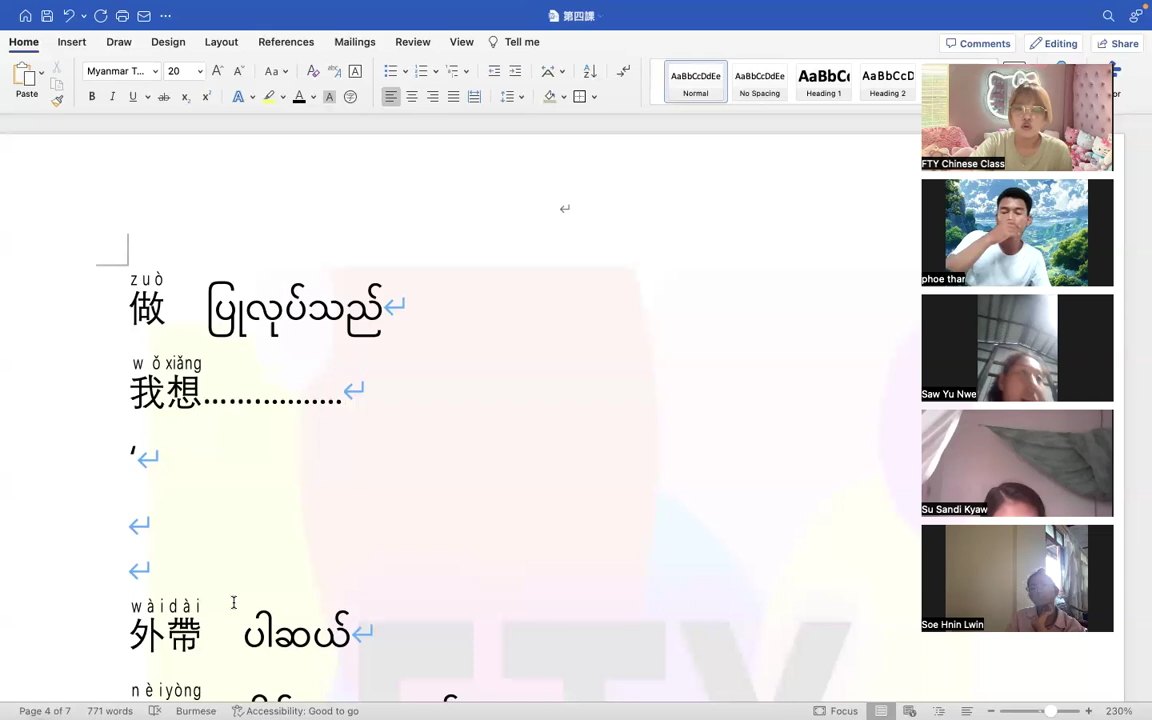 第四課
Home Insert Draw Design Layout References Mailings Review View Tell me
Comments Editing Share
Paste
Myanmar T... 20
AaBbCcDdEe AaBbCcDdEe AaBbCc AaBbCcD
Normal No Spacing Heading 1 Heading 2
FTY Chinese Class
phoe than
Saw Yu Nwe
Su Sandi Kyaw
Soe Hnin Lwin
zuò
做 ပြုလုပ်သည်
wǒ xiǎng
我想.................
‘
wàidài
外帶 ပါဆယ်
nèiyòng
FTY
Page 4 of 7 771 words Burmese Accessibility: Good to go Focus 230%